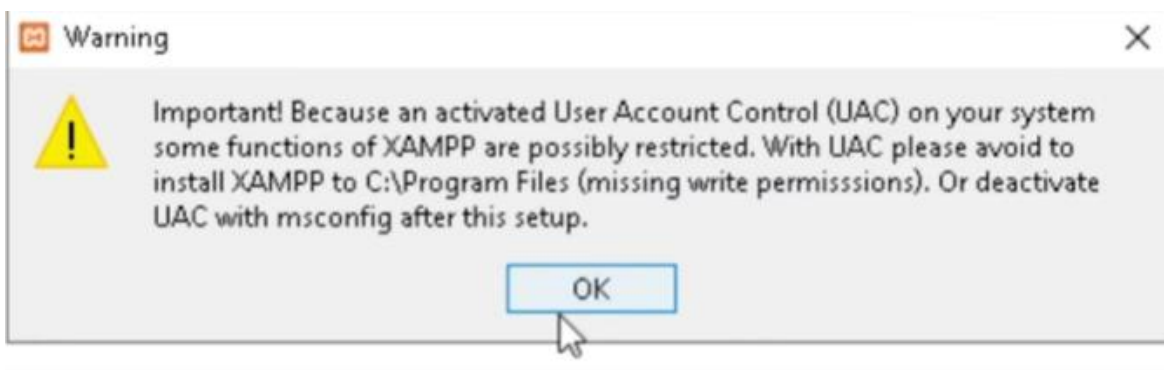 Warning
Important! Because an activated User Account Control (UAC) on your system
some functions of XAMPP are possibly restricted. With UAC please avoid to
install XAMPP to C:\Program Files (missing write permisssions). Or deactivate
UAC with msconfig after this setup.
OK